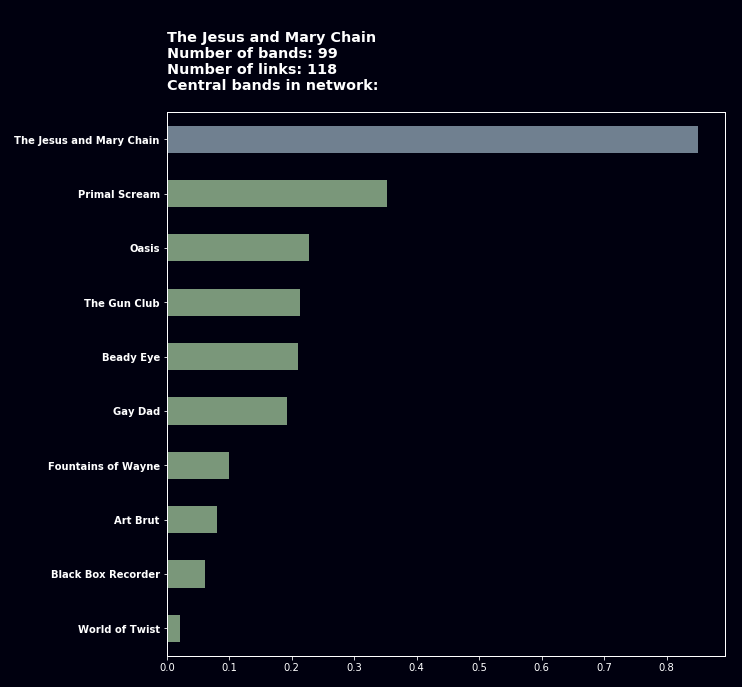 The Jesus and Mary Chain
Number of bands: 99
Number of links: 118
Central bands in network:
The Jesus and Mary Chain
Primal Scream
Oasis
The Gun Club
Beady Eye
Gay Dad
Fountains of Wayne
Art Brut
Black Box Recorder
World of Twist
0.0 0.1 0.2 0.3 0.4 0.5 0.6 0.7 0.8